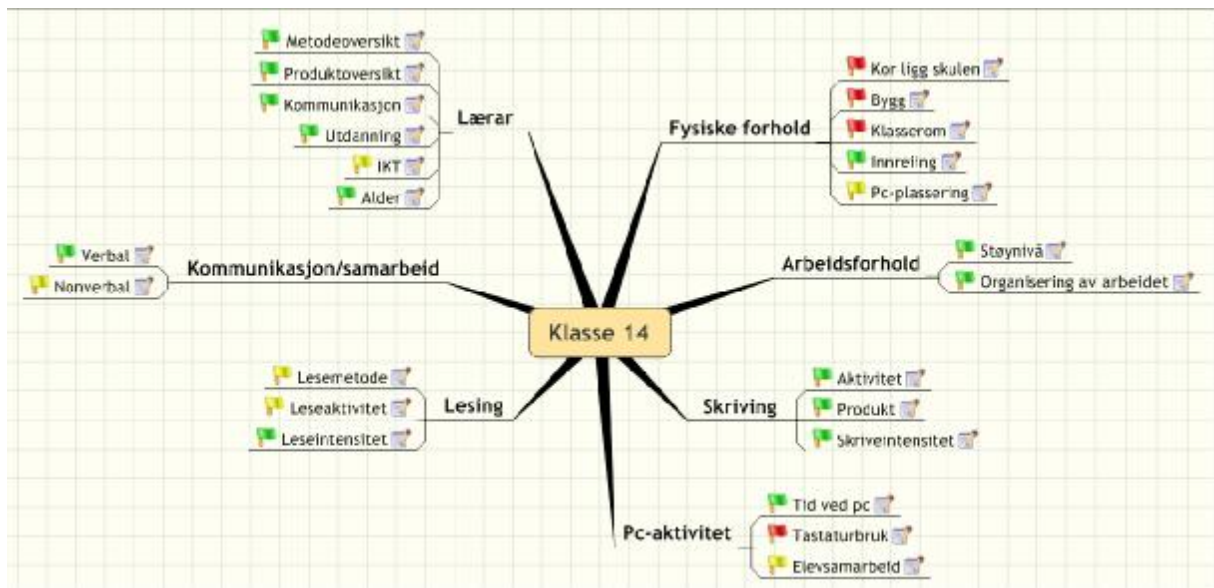 Metodeoversikt
Produktoversikt
Kommunikasjon
Utdanning
IKT
Alder
Lærar
Kor ligg skulen
Bygg
Klasserom
Innreiing
Pc-plassering
Fysiske forhold
Verbal
Nonverbal
Kommunikasjon/samarbeid
Støynivå
Organisering av arbeidet
Arbeidsforhold
Klasse 14
Lesemetode
Leseaktivitet
Leseintensitet
Lesing
Aktivitet
Produkt
Skriveintensitet
Skriving
Tid ved pc
Tastaturbruk
Elevsamarbeid
Pc-aktivitet